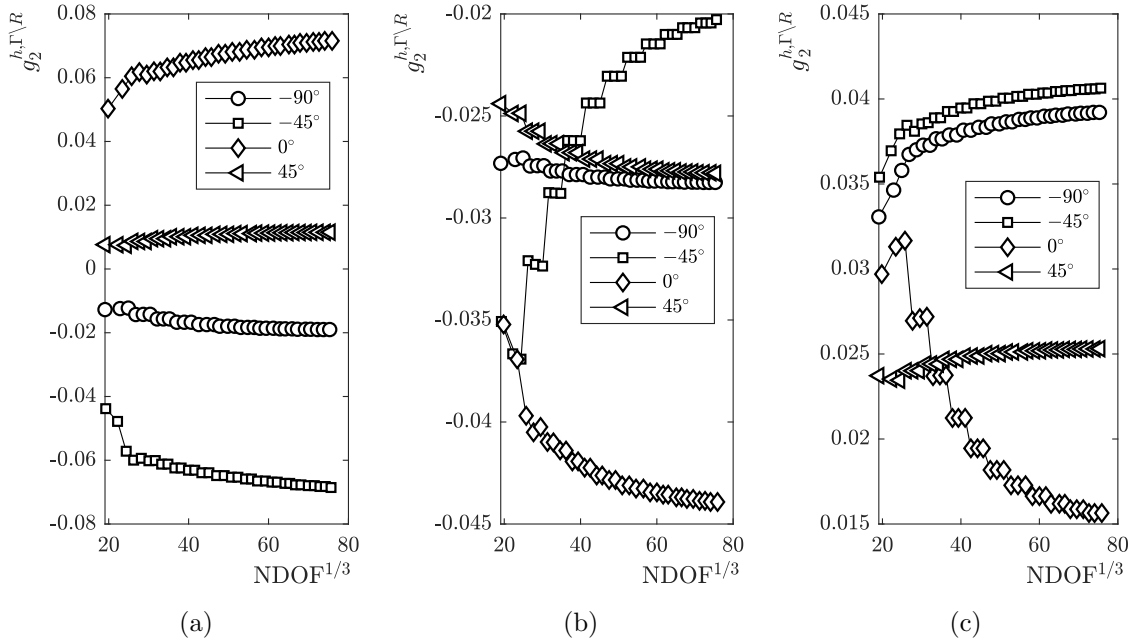 g_2^{h,Γ\R}
0.08
0.06
0.04
0.02
0
-0.02
-0.04
-0.06
-0.08
20 40 60 80
NDOF^{1/3}
−90°
−45°
0°
45°
(a)
g_2^{h,Γ\R}
-0.02
-0.025
-0.03
-0.035
-0.04
-0.045
20 40 60 80
NDOF^{1/3}
−90°
−45°
0°
45°
(b)
g_2^{h,Γ\R}
0.045
0.04
0.035
0.03
0.025
0.02
0.015
20 40 60 80
NDOF^{1/3}
−90°
−45°
0°
45°
(c)